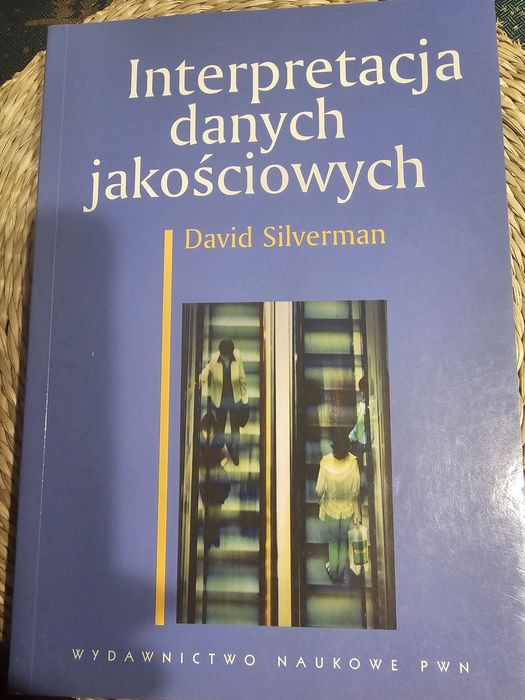 Interpretacja
danych
jakościowych
David Silverman
WYDAWNICTWO NAUKOWE PWN